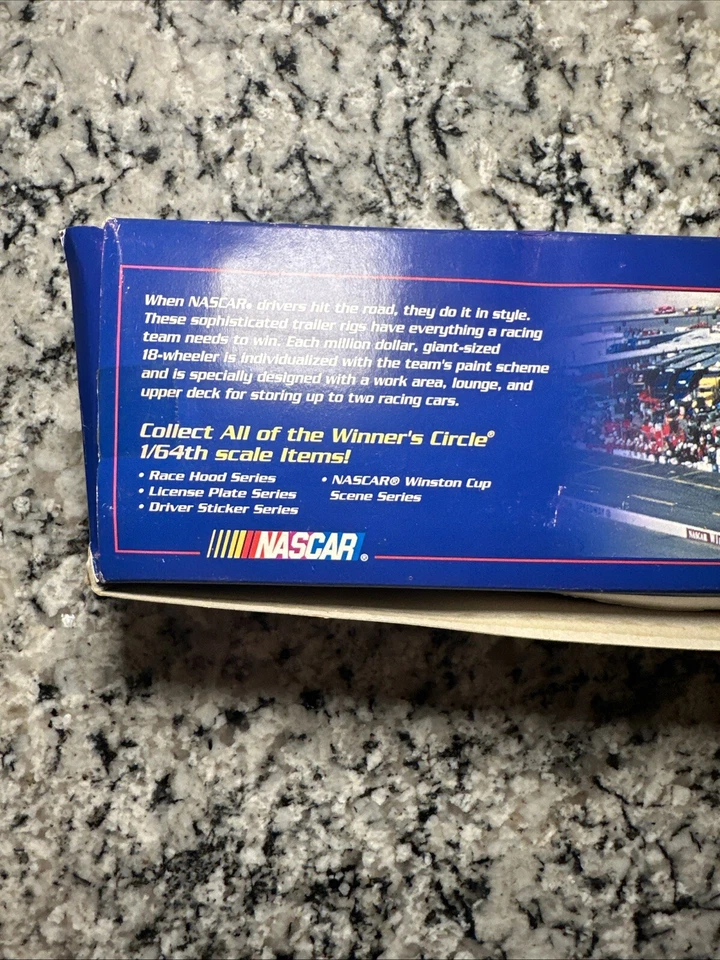 When NASCAR® drivers hit the road, they do it in style.
These sophisticated trailer rigs have everything a racing
team needs to win. Each million dollar, giant-sized
18-wheeler is individualized with the team's paint scheme
and is specially designed with a work area, lounge, and
upper deck for storing up to two racing cars.
Collect All of the Winner's Circle®
1/64th scale Items!
• Race Hood Series
• License Plate Series
• Driver Sticker Series
• NASCAR® Winston Cup
Scene Series
NASCAR®
NASCAR